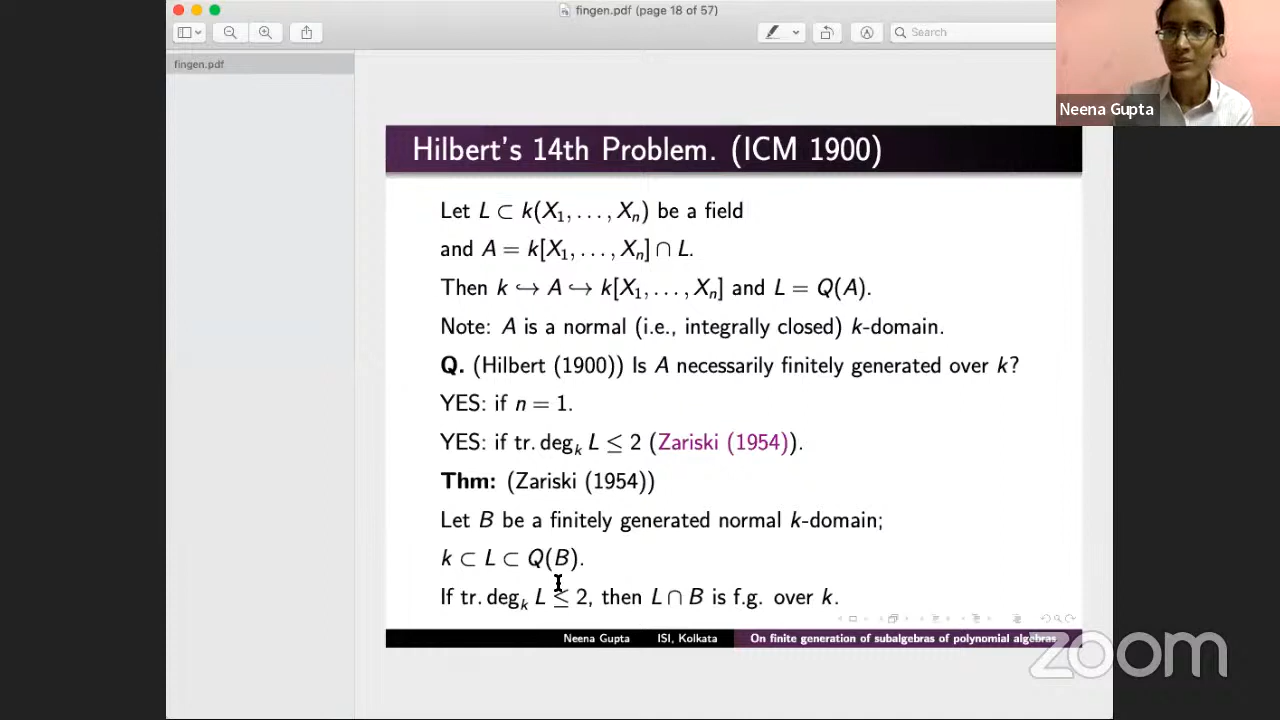 fingen.pdf (page 18 of 57)
Search
fingen.pdf
Neena Gupta
Hilbert's 14th Problem. (ICM 1900)
Let L ⊂ k(X₁, . . . , Xₙ) be a field
and A = k[X₁, . . . , Xₙ] ∩ L.
Then k ↪ A ↪ k[X₁, . . . , Xₙ] and L = Q(A).
Note: A is a normal (i.e., integrally closed) k-domain.
Q. (Hilbert (1900)) Is A necessarily finitely generated over k?
YES: if n = 1.
YES: if tr. degₖ L ≤ 2 (Zariski (1954)).
Thm: (Zariski (1954))
Let B be a finitely generated normal k-domain;
k ⊂ L ⊂ Q(B).
If tr. degₖ L ≤ 2, then L ∩ B is f.g. over k.
Neena Gupta ISI, Kolkata On finite generation of subalgebras of polynomial algebras
zoom